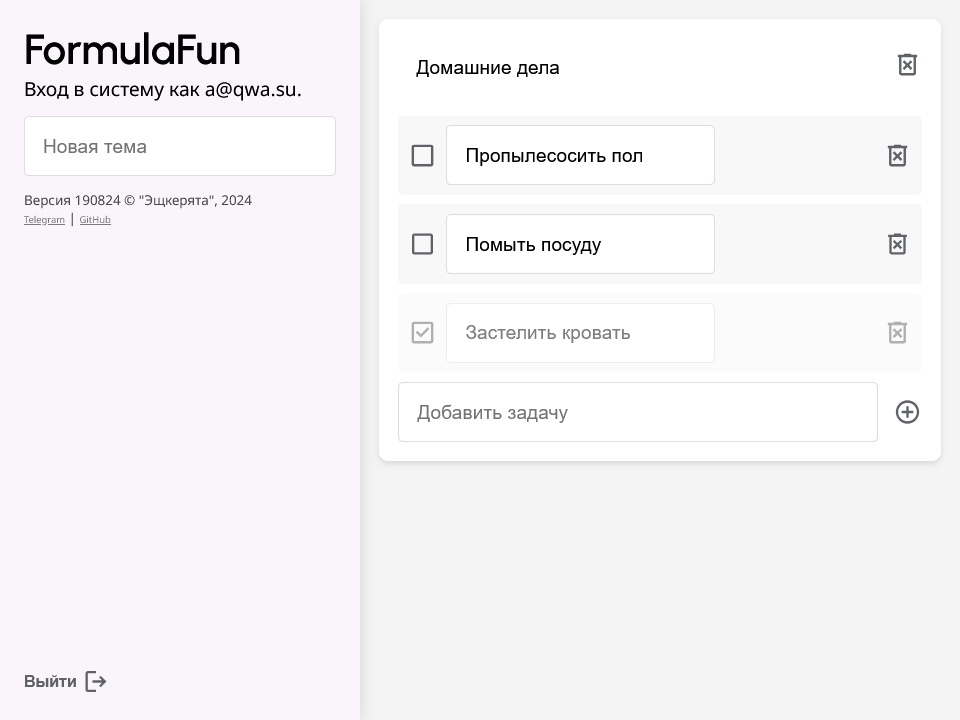 FormulaFun
Вход в систему как a@qwa.su.
Новая тема
Версия 190824 © "Эщкерята", 2024
Telegram | GitHub
Выйти
Домашние дела
Пропылесосить пол
Помыть посуду
Застелить кровать
Добавить задачу